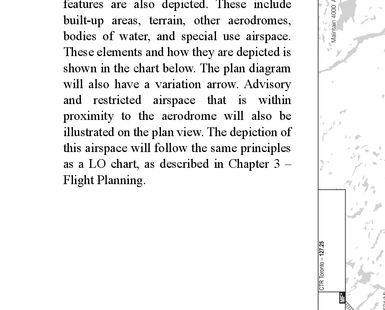 features are also depicted. These include
built-up areas, terrain, other aerodromes,
bodies of water, and special use airspace.
These elements and how they are depicted is
shown in the chart below. The plan diagram
will also have a variation arrow. Advisory
and restricted airspace that is within
proximity to the aerodrome will also be
illustrated on the plan view. The depiction of
this airspace will follow the same principles
as a LO chart, as described in Chapter 3 –
Flight Planning.
Maintain 4000 A
CTR Toronto – 127.25